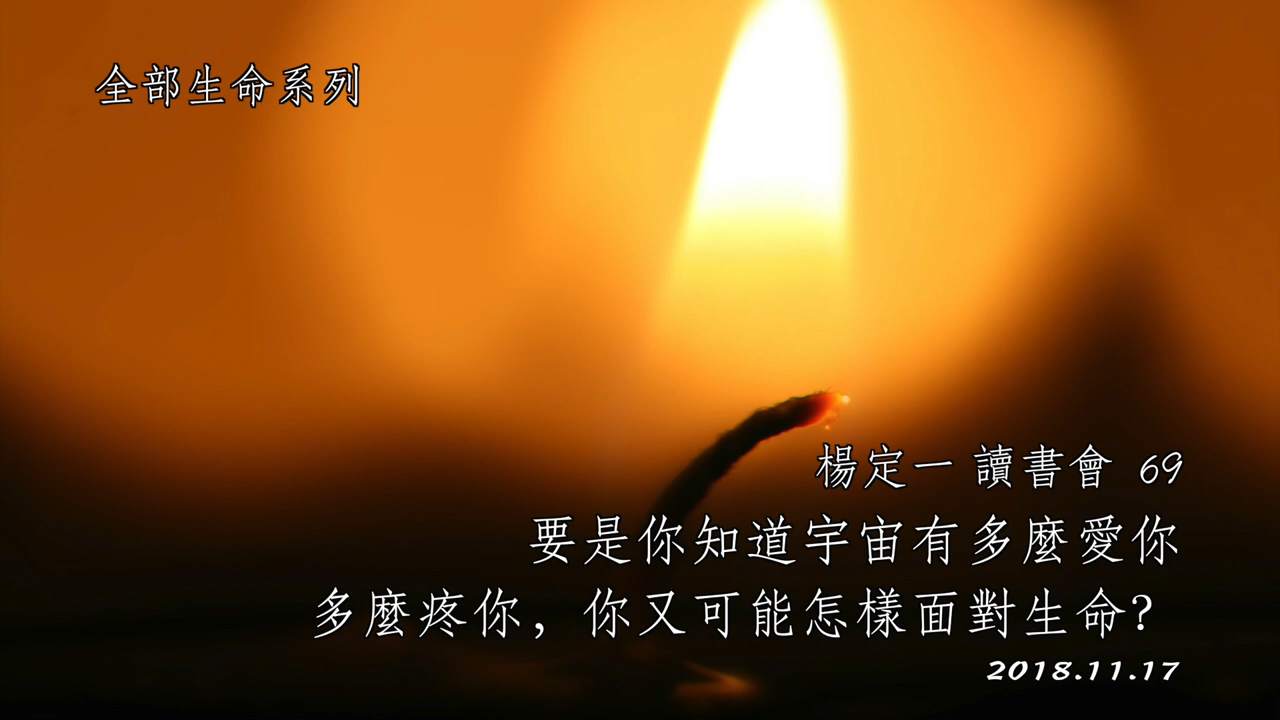 全部生命系列
楊定一 讀書會 69
要是你知道宇宙有多麼愛你
多麼疼你，你又可能怎樣面對生命？
2018.11.17